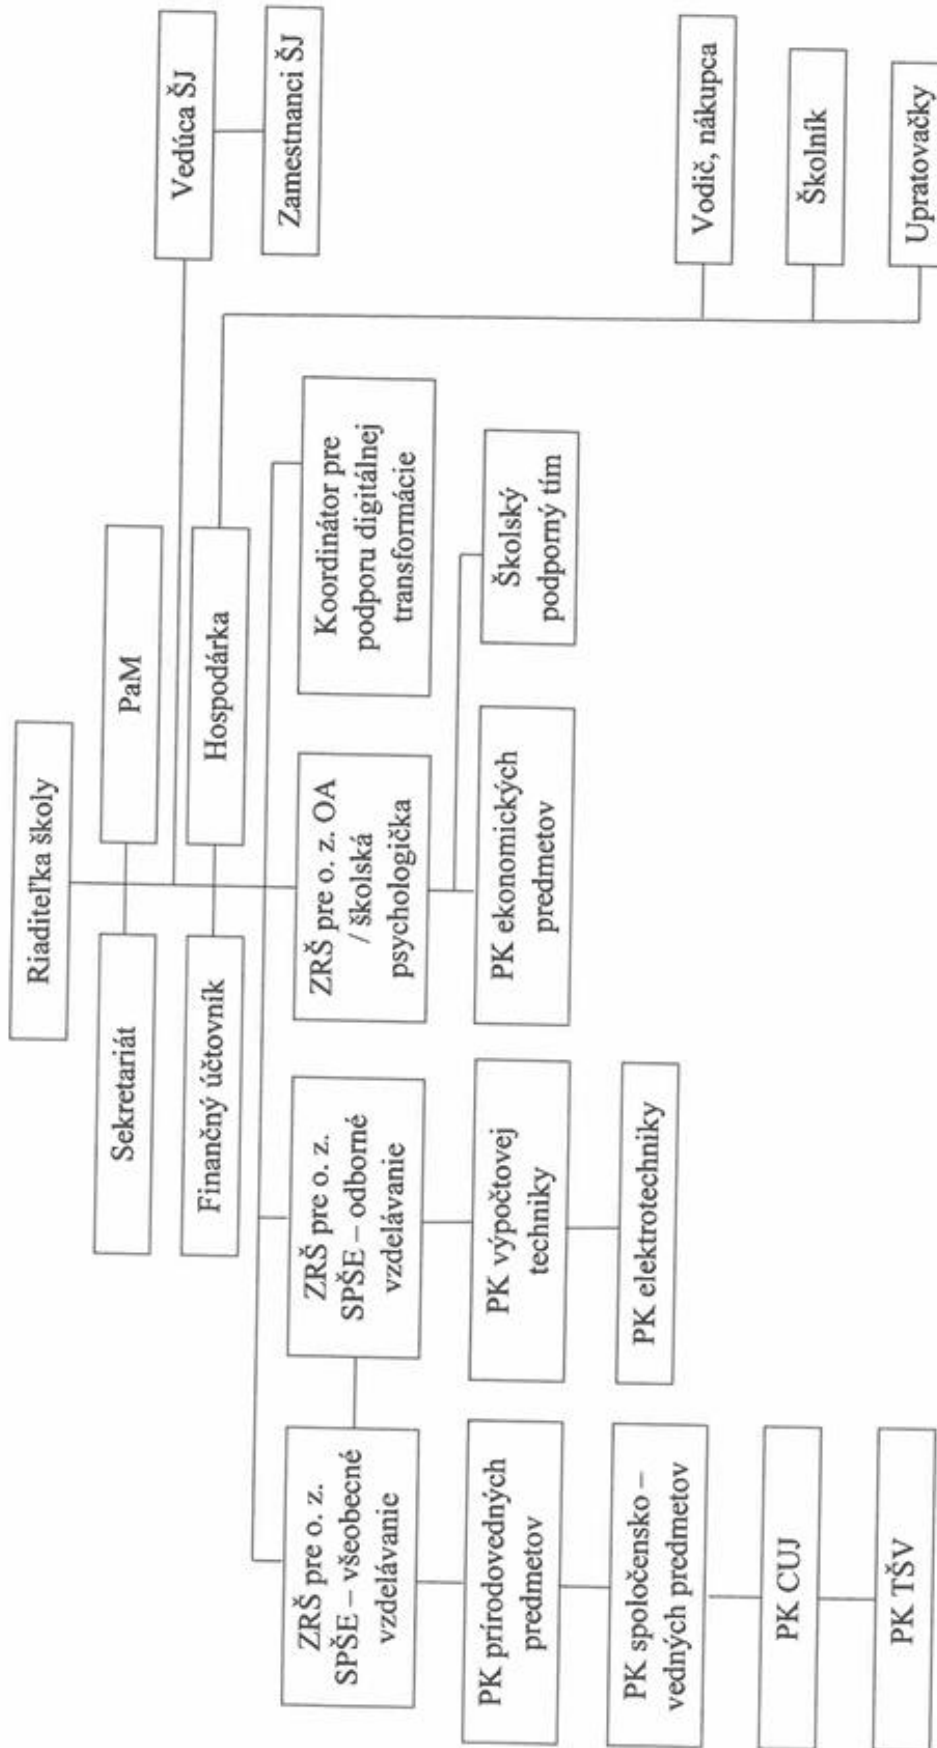 Riaditeľka školy
Sekretariát
PaM
Finančný účtovník
Hospodárka
Vedúca ŠJ
Zamestnanci ŠJ
ZRŠ pre o. z.
SPŠE – všeobecné
vzdelávanie
ZRŠ pre o. z.
SPŠE – odborné
vzdelávanie
ZRŠ pre o. z. OA
/ školská
psychologička
Koordinátor pre
podporu digitálnej
transformácie
PK prírodovedných
predmetov
PK výpočtovej
techniky
PK ekonomických
predmetov
Školský
podporný tím
PK spoločensko –
vedných predmetov
PK elektrotechniky
PK CUJ
PK TŠV
Vodič, nákupca
Školník
Upratovačky